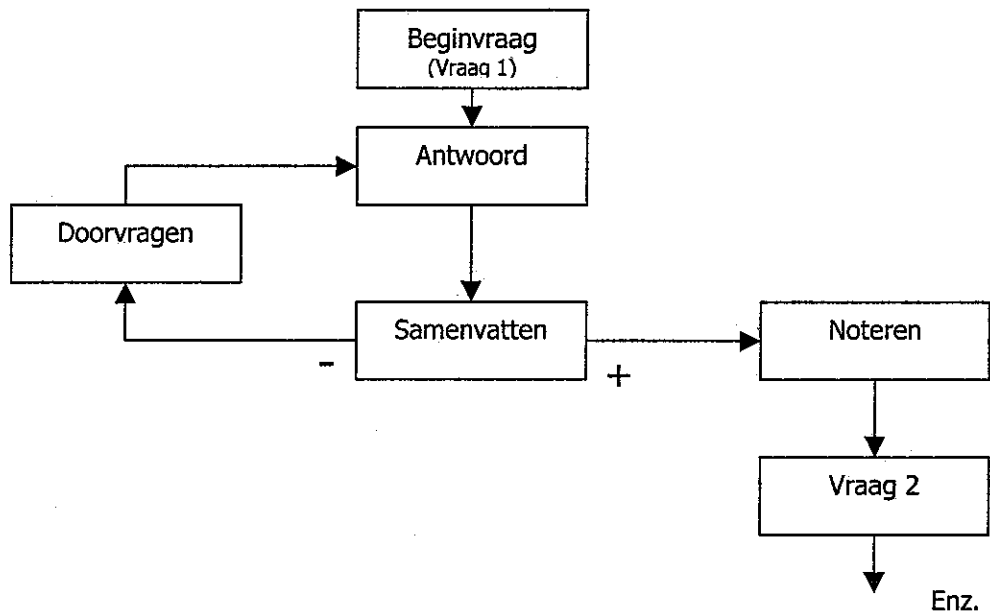 Beginvraag
(Vraag 1)
Antwoord
Doorvragen
Samenvatten
Noteren
-
+
Vraag 2
Enz.